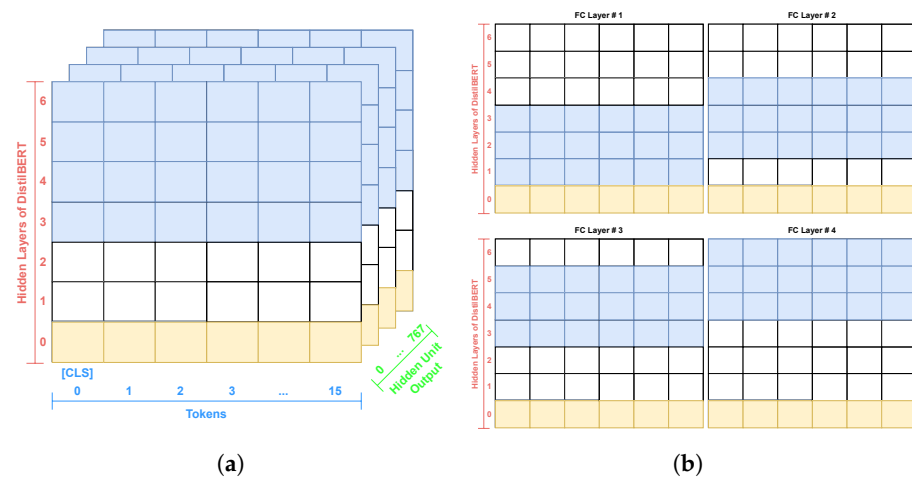 Hidden Layers of DistilBERT
6
5
4
3
2
1
0
[CLS]
0 1 2 3 ... 15
Tokens
0 ... 767
Hidden Unit
Output
(a)
FC Layer # 1
FC Layer # 2
Hidden Layers of DistilBERT
6
5
4
3
2
1
0
FC Layer # 3
FC Layer # 4
Hidden Layers of DistilBERT
6
5
4
3
2
1
0
(b)